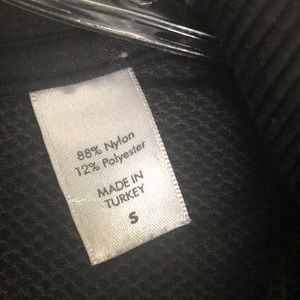 88% Nylon
12% Polyester
MADE IN
TURKEY
S